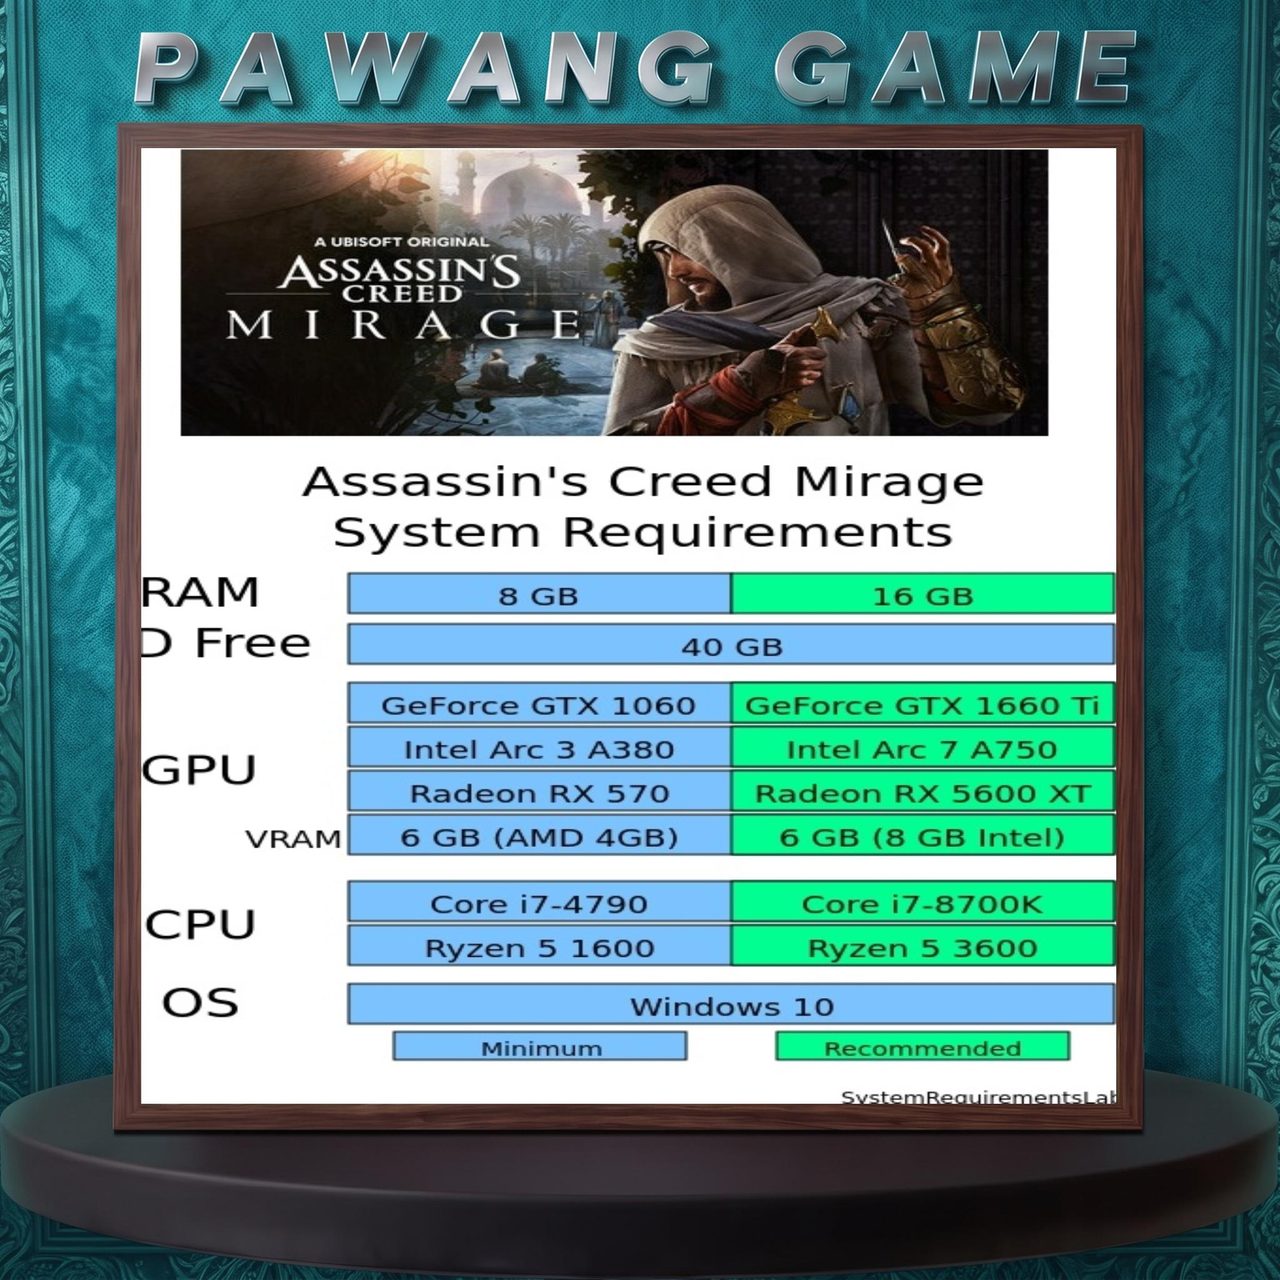 PAWANG GAME
A UBISOFT ORIGINAL
ASSASSIN'S
CREED
MIRAGE
Assassin's Creed Mirage
System Requirements
RAM 8 GB 16 GB
D Free 40 GB
GeForce GTX 1060 GeForce GTX 1660 Ti
Intel Arc 3 A380 Intel Arc 7 A750
GPU
Radeon RX 570 Radeon RX 5600 XT
VRAM 6 GB (AMD 4GB) 6 GB (8 GB Intel)
Core i7-4790 Core i7-8700K
CPU
Ryzen 5 1600 Ryzen 5 3600
OS Windows 10
Minimum Recommended
SystemRequirementsLab